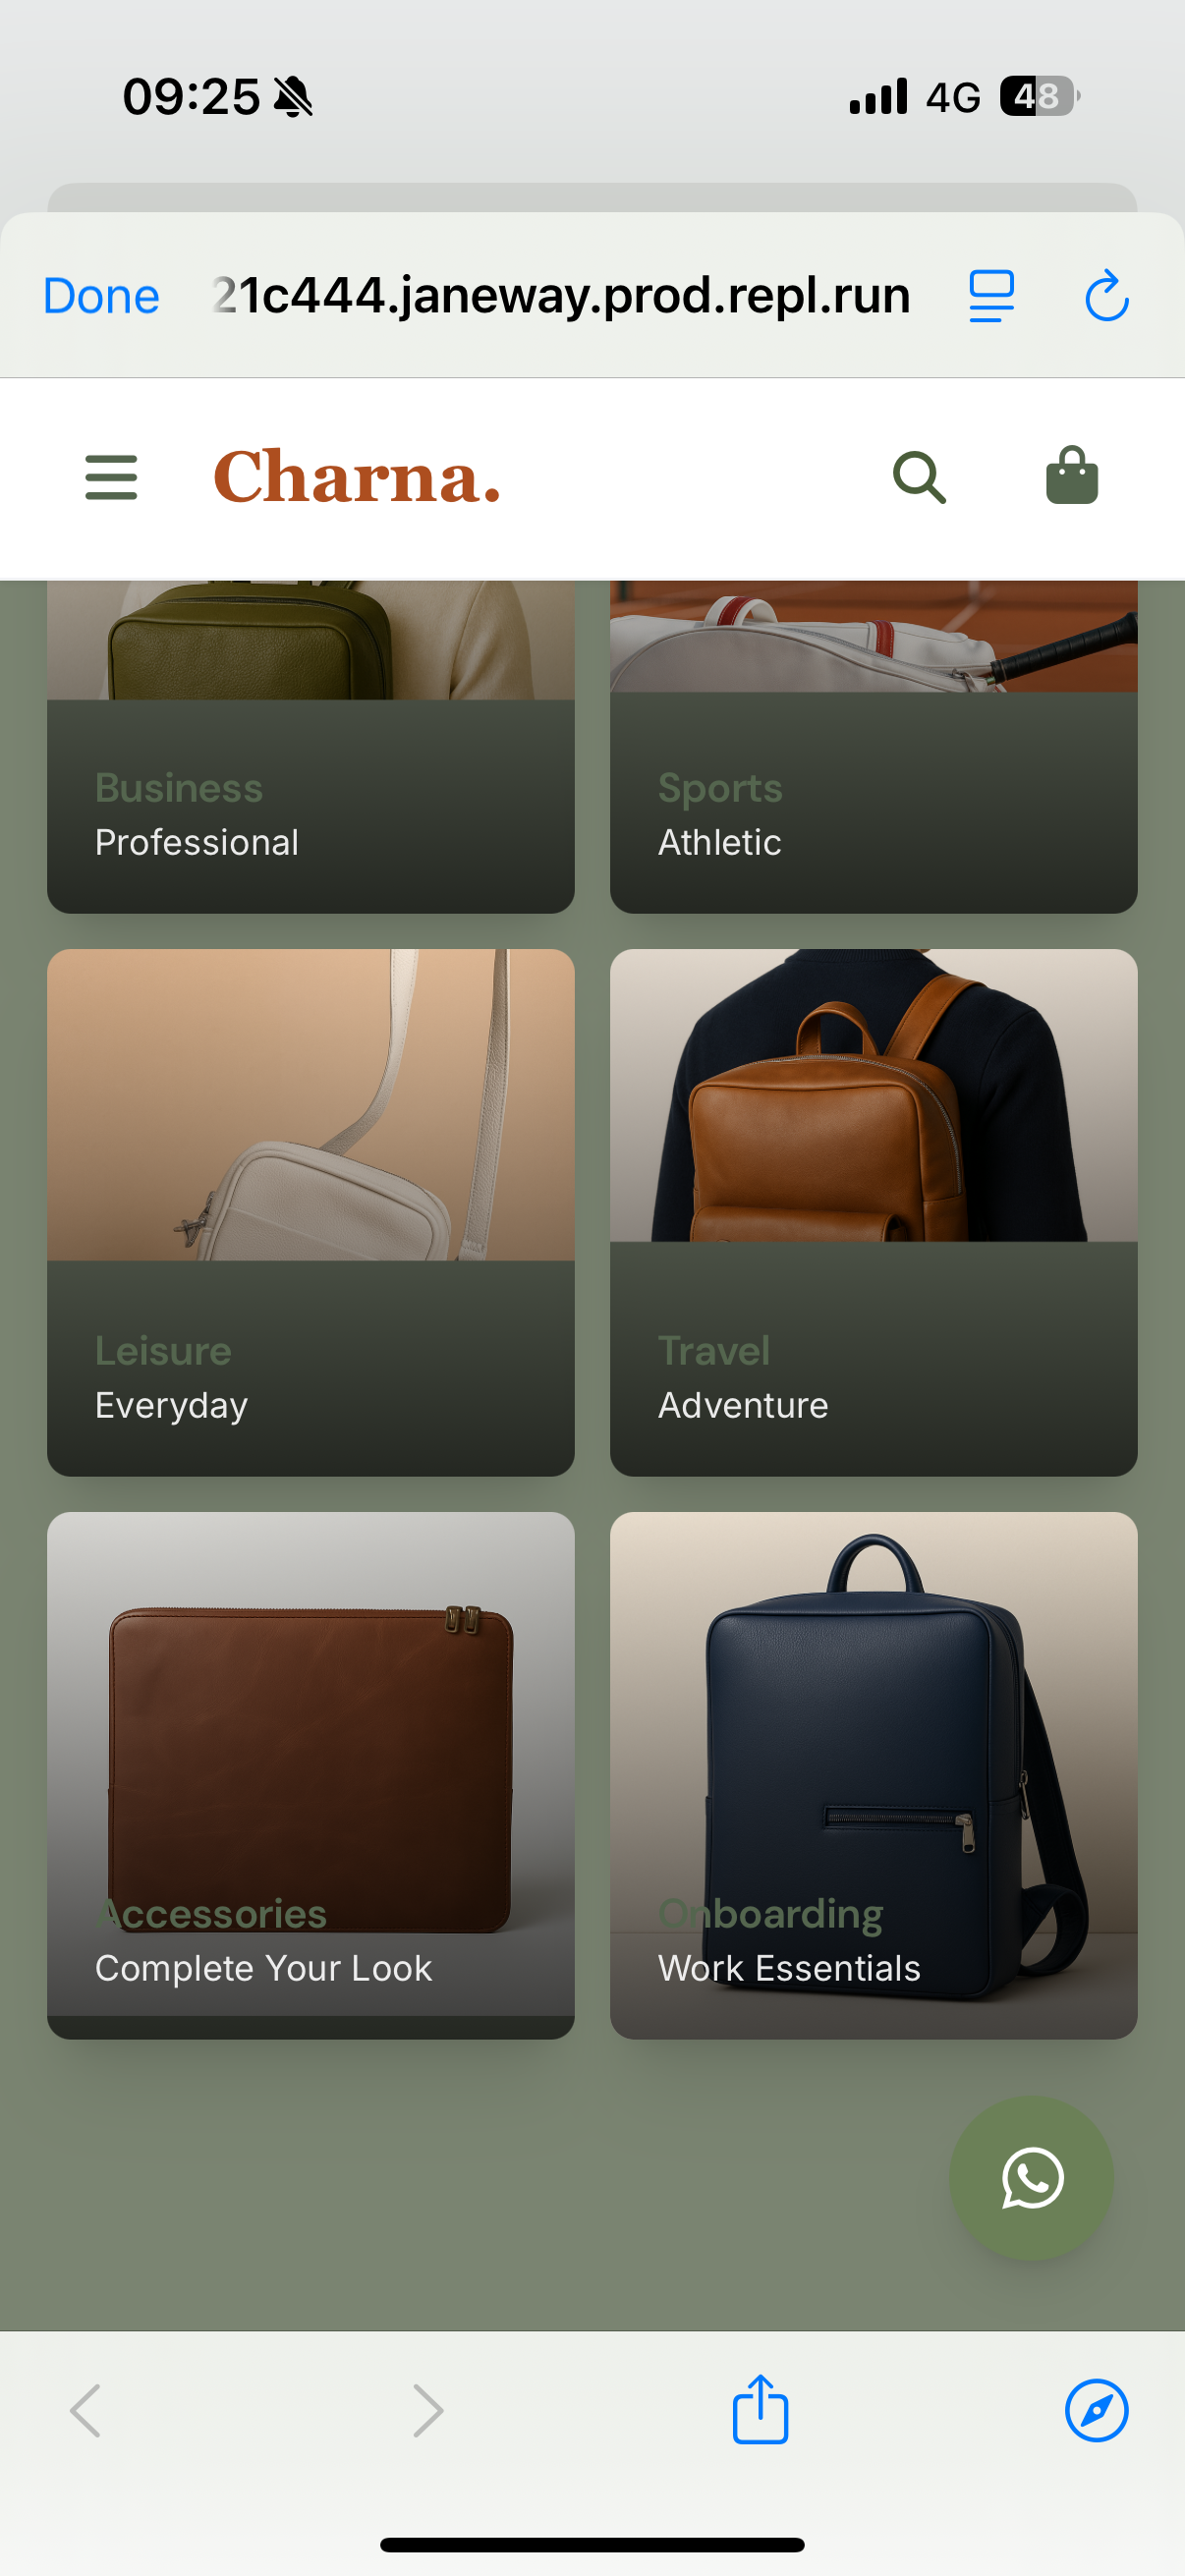 09:25
4G 48
Done 21c444.janeway.prod.repl.run
Charna.
Business
Professional
Sports
Athletic
Leisure
Everyday
Travel
Adventure
Accessories
Complete Your Look
Onboarding
Work Essentials